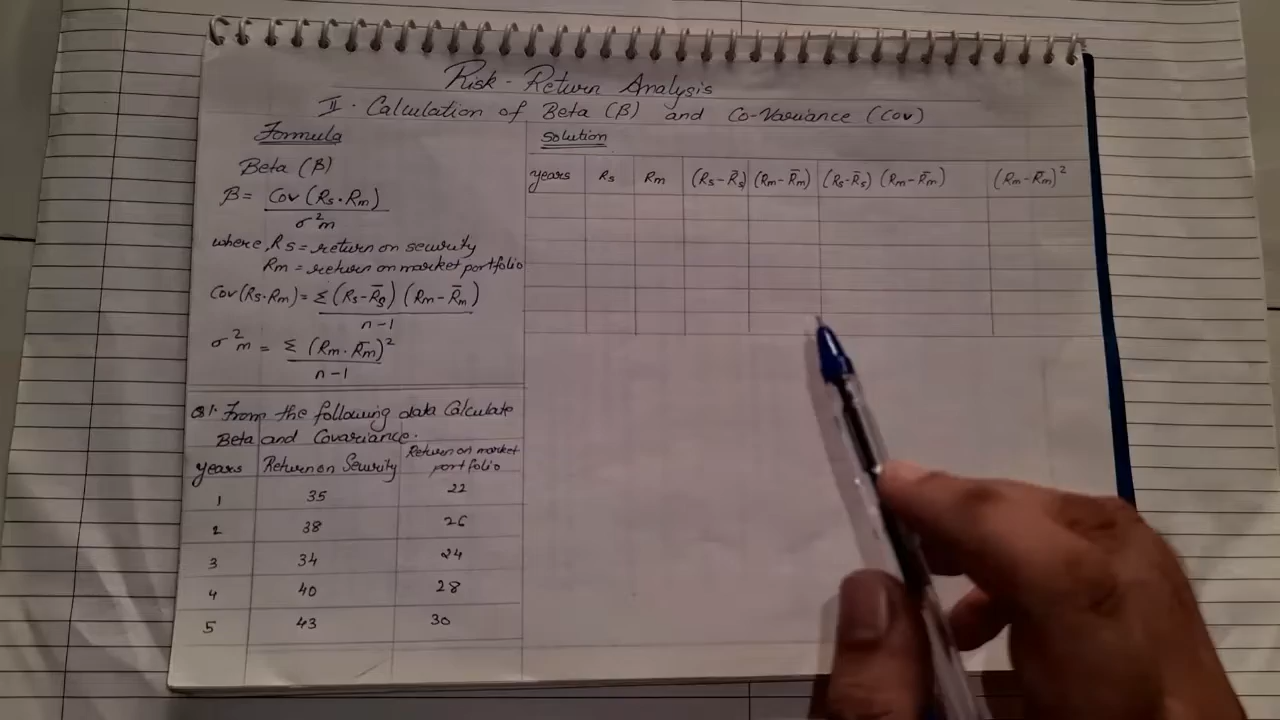 Risk-Return Analysis
II. Calculation of Beta (β) and Co-Variance (Cov)
Formula
Beta (β)
β = Cov (Rs·Rm)
σ²m
where, Rs = return on security
Rm = return on market portfolio
Cov(Rs·Rm) = Σ (Rs-R̄s) (Rm-R̄m)
n-1
σ²m = Σ (Rm·R̄m)²
n-1
Q1. From the following data Calculate
Beta and Covariance.
years Return on Security Return on market portfolio
1 35 22
2 38 26
3 34 24
4 40 28
5 43 30
Solution
years Rs Rm (Rs-R̄s) (Rm-R̄m) (Rs-R̄s) (Rm-R̄m) (Rm-R̄m)²